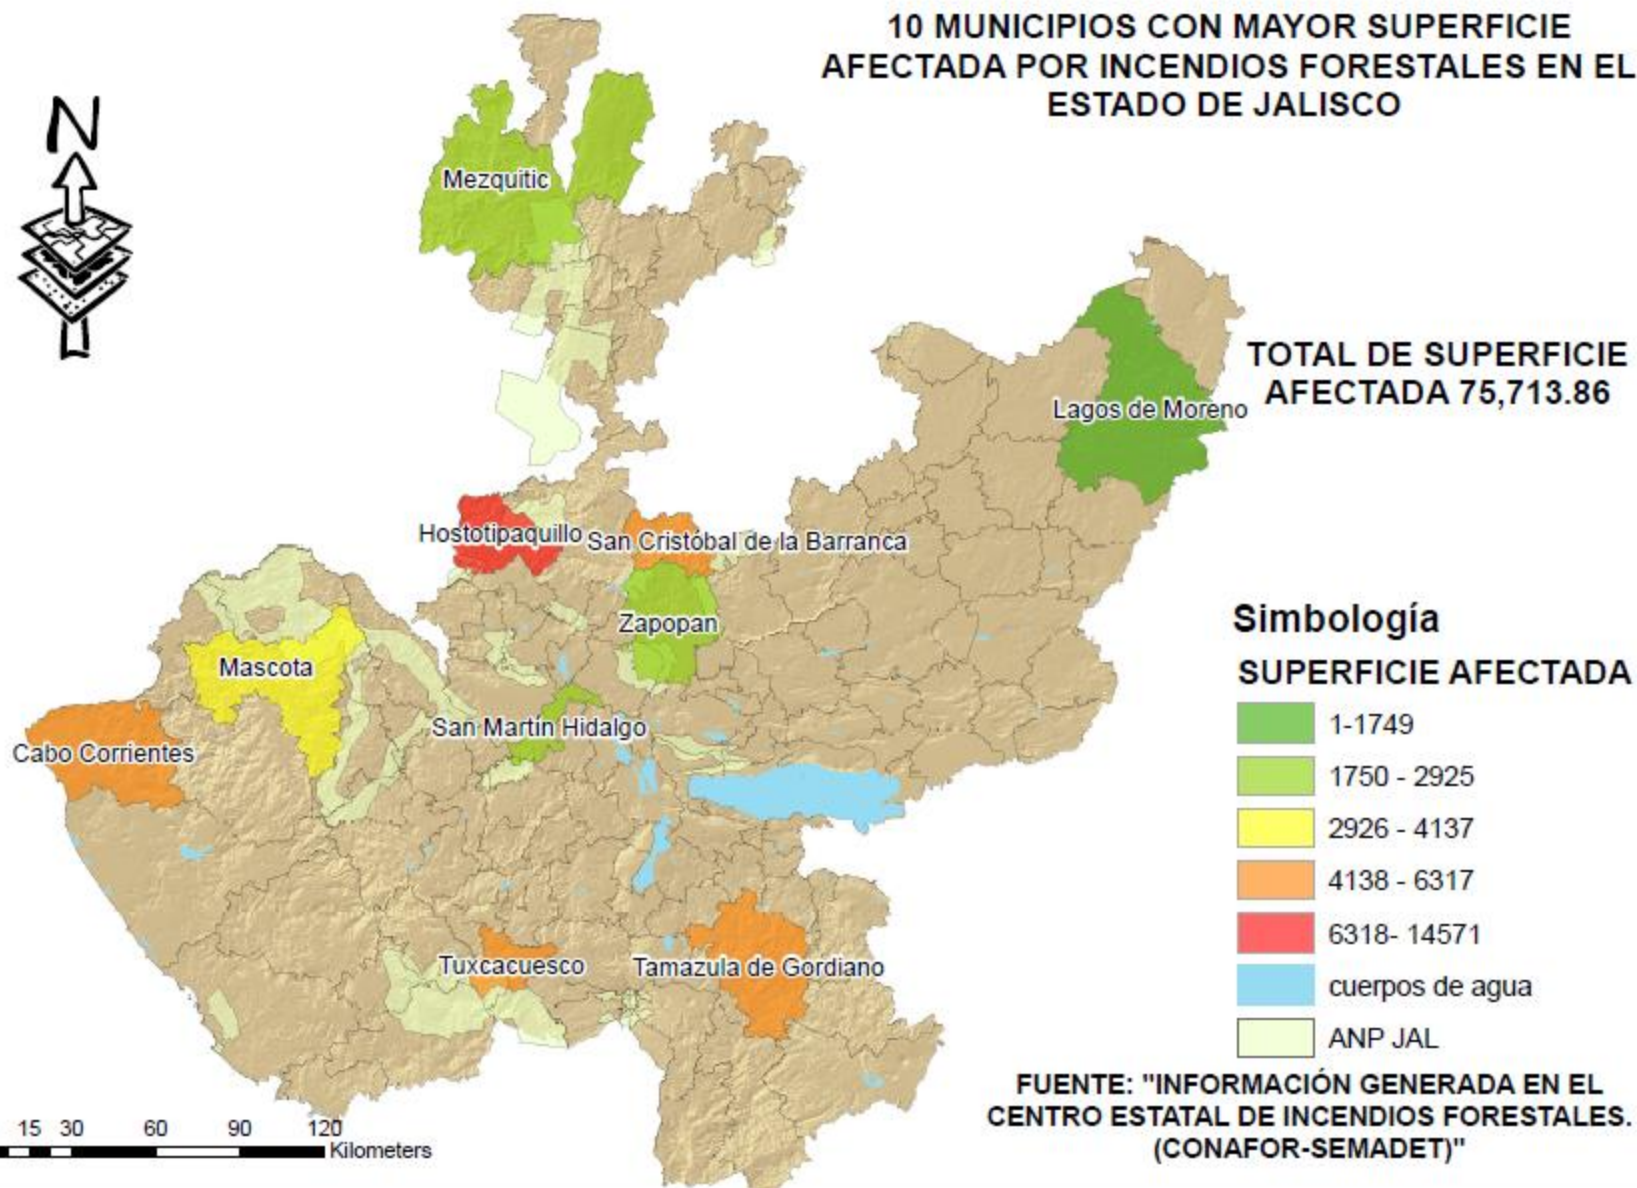 10 MUNICIPIOS CON MAYOR SUPERFICIE
AFECTADA POR INCENDIOS FORESTALES EN EL
ESTADO DE JALISCO
N
Mezquitic
TOTAL DE SUPERFICIE
AFECTADA 75,713.86
Lagos de Moreno
Hostotipaquillo
San Cristóbal de la Barranca
Zapopan
Mascota
San Martín Hidalgo
Cabo Corrientes
Tuxcacuesco
Tamazula de Gordiano
Simbología
SUPERFICIE AFECTADA
1-1749
1750 - 2925
2926 - 4137
4138 - 6317
6318- 14571
cuerpos de agua
ANP JAL
FUENTE: "INFORMACIÓN GENERADA EN EL
CENTRO ESTATAL DE INCENDIOS FORESTALES.
(CONAFOR-SEMADET)"
15 30 60 90 120
Kilometers